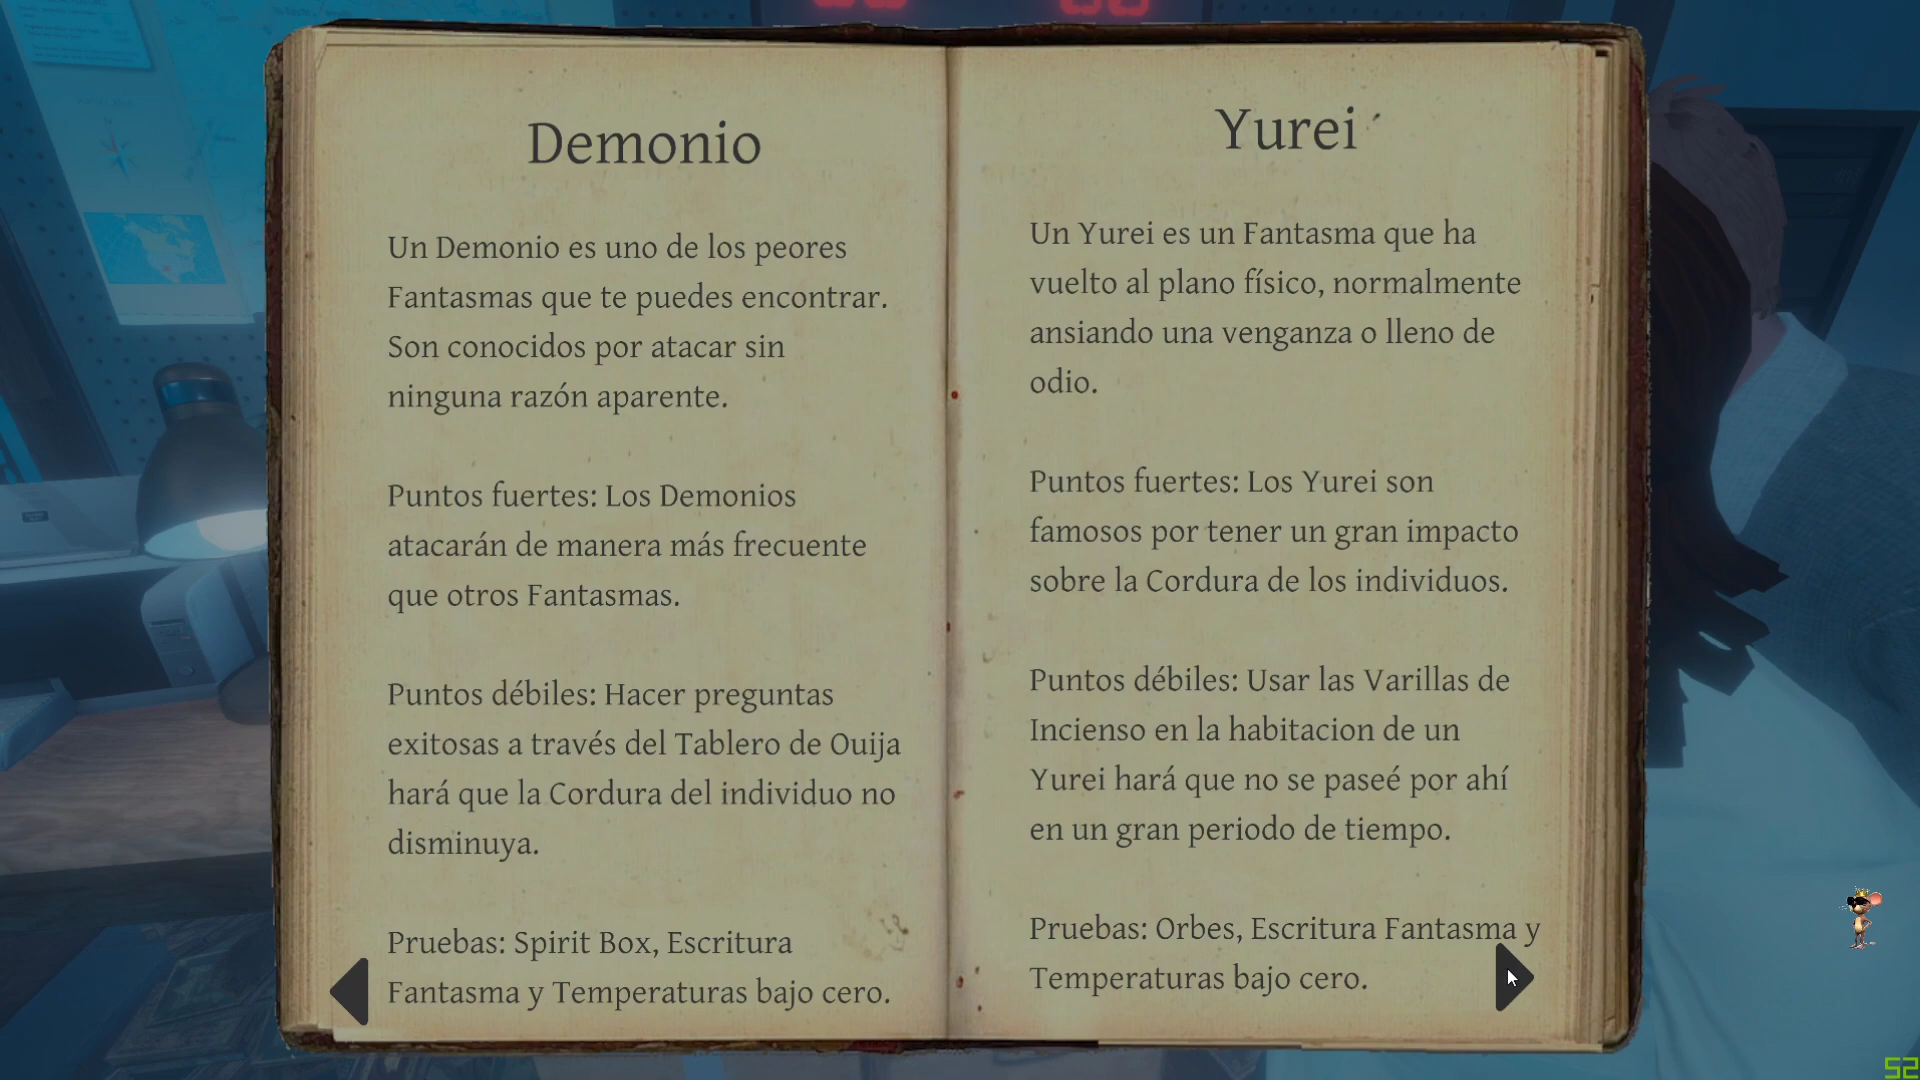 Demonio
Un Demonio es uno de los peores
Fantasmas que te puedes encontrar.
Son conocidos por atacar sin
ninguna razón aparente.
Puntos fuertes: Los Demonios
atacarán de manera más frecuente
que otros Fantasmas.
Puntos débiles: Hacer preguntas
exitosas a través del Tablero de Ouija
hará que la Cordura del individuo no
disminuya.
Pruebas: Spirit Box, Escritura
Fantasma y Temperaturas bajo cero.
Yurei
Un Yurei es un Fantasma que ha
vuelto al plano físico, normalmente
ansiando una venganza o lleno de
odio.
Puntos fuertes: Los Yurei son
famosos por tener un gran impacto
sobre la Cordura de los individuos.
Puntos débiles: Usar las Varillas de
Incienso en la habitacion de un
Yurei hará que no se paseé por ahí
en un gran periodo de tiempo.
Pruebas: Orbes, Escritura Fantasma y
Temperaturas bajo cero.
52